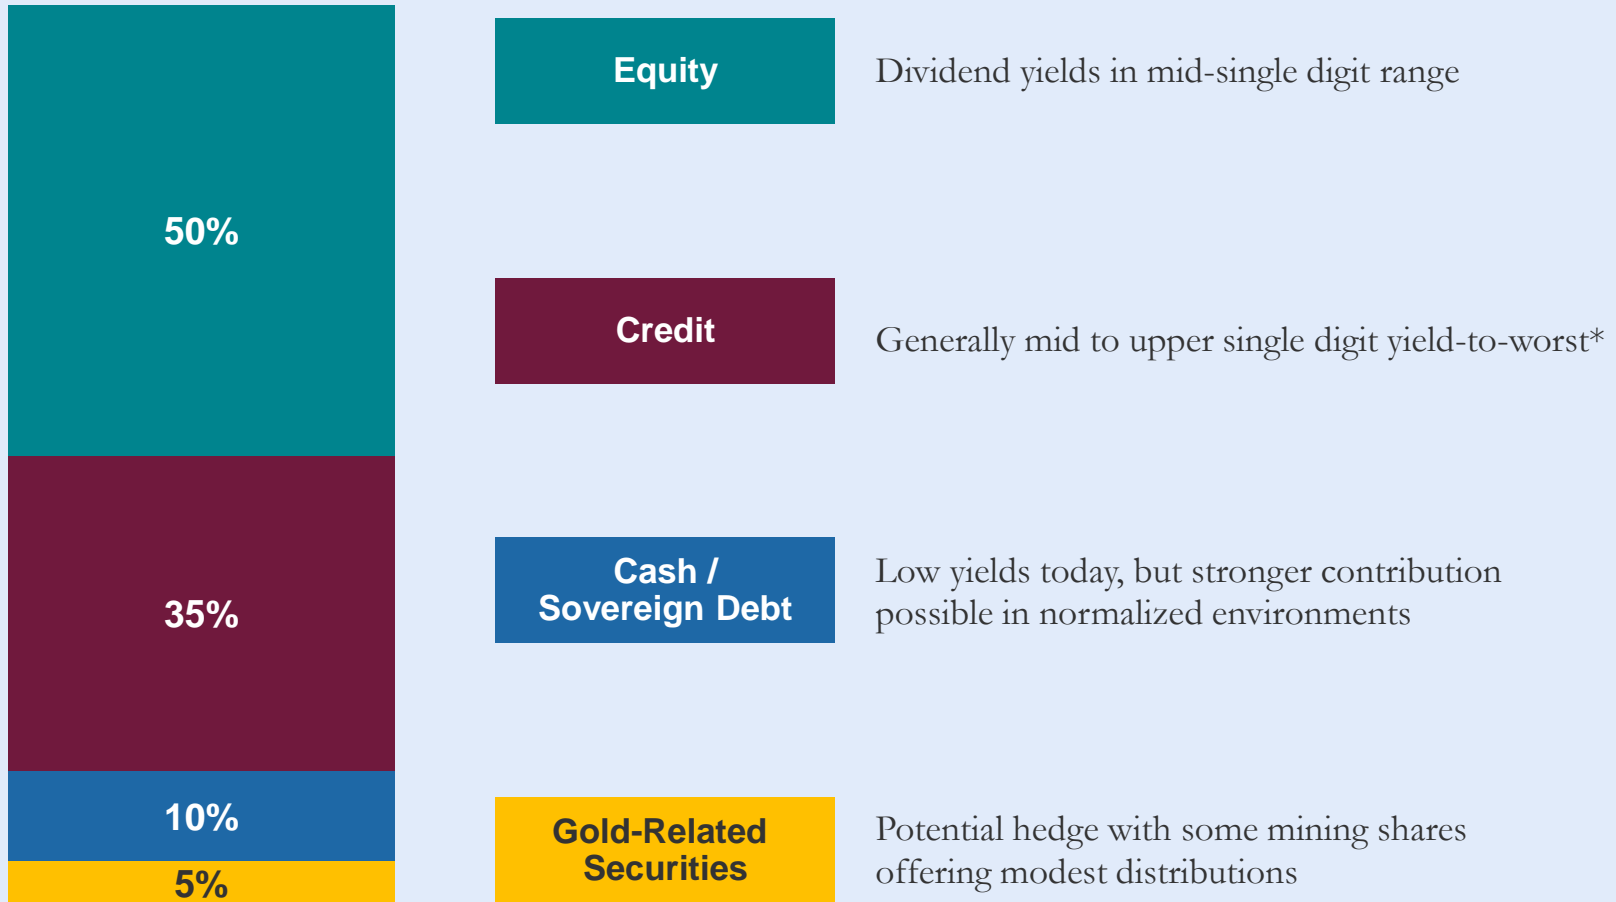 50%
35%
10%
5%
Equity
Dividend yields in mid-single digit range
Credit
Generally mid to upper single digit yield-to-worst*
Cash /
Sovereign Debt
Low yields today, but stronger contribution
possible in normalized environments
Gold-Related
Securities
Potential hedge with some mining shares
offering modest distributions